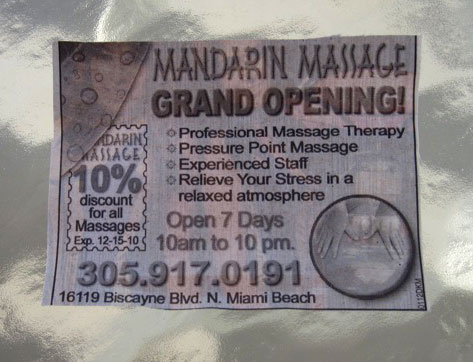 MANDARIN MASSAGE
GRAND OPENING!
Professional Massage Therapy
Pressure Point Massage
Experienced Staff
Relieve Your Stress in a
relaxed atmosphere
NDARIN
MASSAGE
10%
discount
for all
Massages
Exp. 12-15-10
Open 7 Days
10am to 10 pm.
305.917.0191
16119 Biscayne Blvd. N. Miami Beach